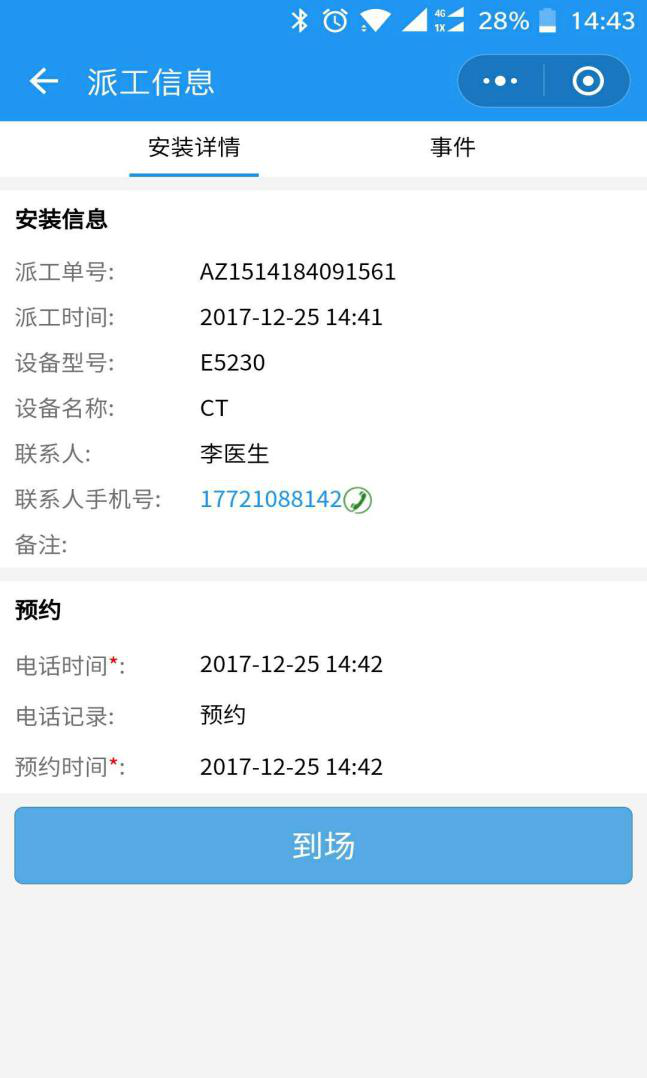 4G 1X 28% 14:43
派工信息
安装详情 事件
安装信息
派工单号: AZ1514184091561
派工时间: 2017-12-25 14:41
设备型号: E5230
设备名称: CT
联系人: 李医生
联系人手机号: 17721088142
备注:
预约
电话时间*: 2017-12-25 14:42
电话记录: 预约
预约时间*: 2017-12-25 14:42
到场